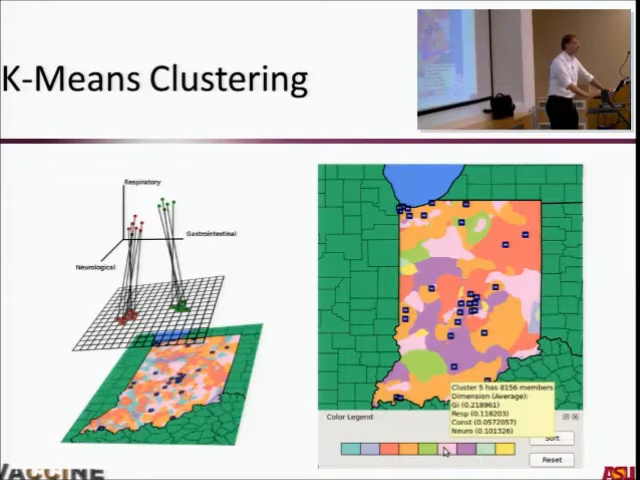 K-Means Clustering
Respiratory
Gastrointestinal
Neurological
Cluster 5 has 8156 members
Dimension (Average):
GI (0.218961)
Resp (0.118203)
Const (0.0572057)
Neuro (0.101326)
Color Legend
Sort
Reset
VACCINE
ASU